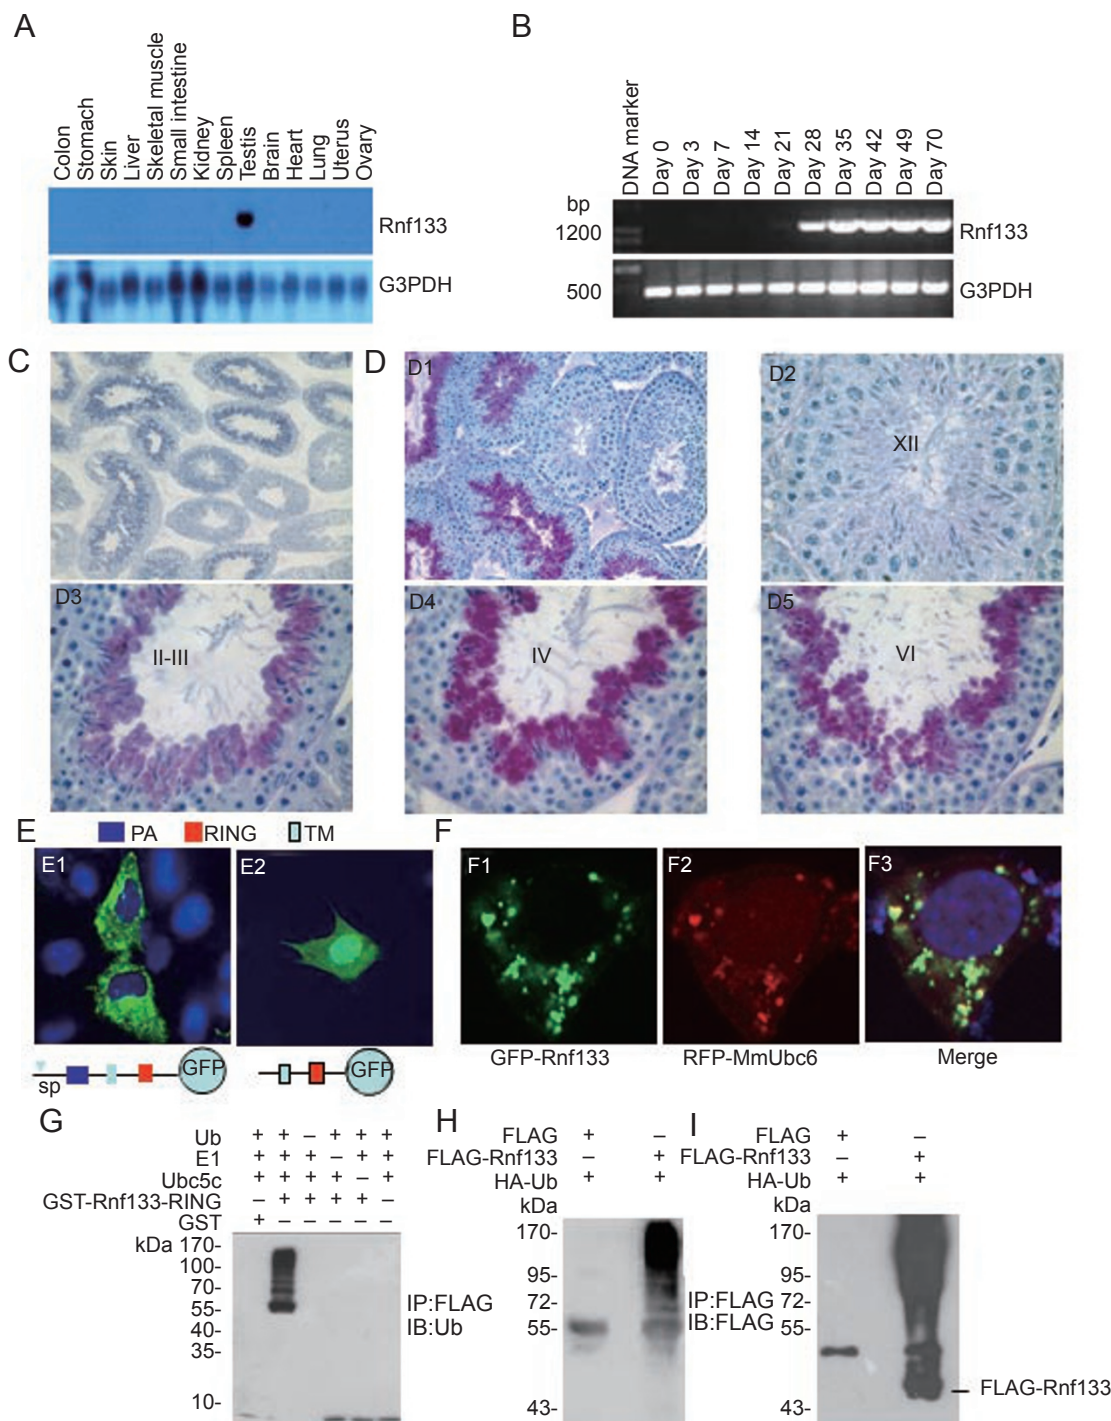 A
Colon
Stomach
Skin
Liver
Skeletal muscle
Small intestine
Kidney
Spleen
Testis
Brain
Heart
Lung
Uterus
Ovary
Rnf133
G3PDH
B
DNA marker
Day 0
Day 3
Day 7
Day 14
Day 21
Day 28
Day 35
Day 42
Day 49
Day 70
bp
1200
500
Rnf133
G3PDH
C
D
D1
D2
XII
D3
II-III
D4
IV
D5
VI
E
PA RING TM
E1
E2
sp
GFP
GFP
F
F1
F2
F3
GFP-Rnf133
RFP-MmUbc6
Merge
G
Ub + + – + + +
E1 + + + – + +
Ubc5c + + + + – +
GST-Rnf133-RING – + + + + –
GST + – – – – –
kDa 170-
100-
70-
55-
40-
35-
10-
IP:FLAG
IB:Ub
H
FLAG + –
FLAG-Rnf133 – +
HA-Ub + +
kDa
170-
95-
72-
55-
43-
IP:FLAG
IB:FLAG
I
FLAG + –
FLAG-Rnf133 – +
HA-Ub + +
kDa
170-
95-
72-
55-
43-
FLAG-Rnf133